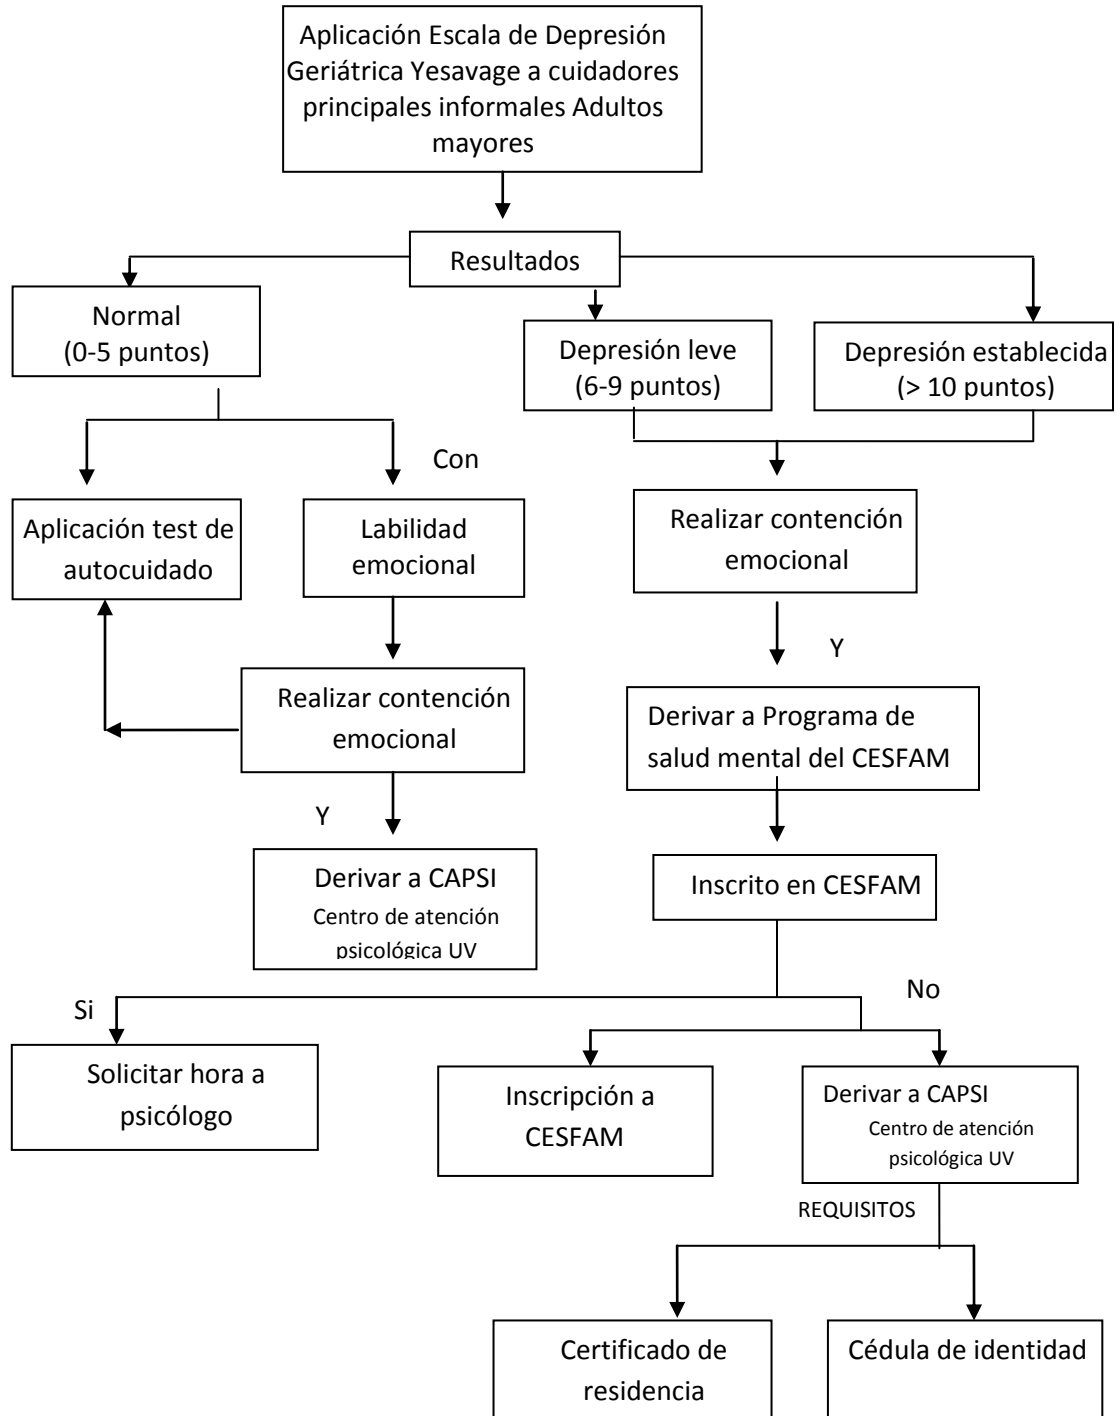 Aplicación Escala de Depresión
Geriátrica Yesavage a cuidadores
principales informales Adultos
mayores
Resultados
Normal
(0-5 puntos)
Depresión leve
(6-9 puntos)
Depresión establecida
(> 10 puntos)
Con
Aplicación test de
autocuidado
Labilidad
emocional
Realizar contención
emocional
Y
Realizar contención
emocional
Derivar a Programa de
salud mental del CESFAM
Y
Derivar a CAPSI
Centro de atención
psicológica UV
Inscrito en CESFAM
Si
No
Solicitar hora a
psicólogo
Inscripción a
CESFAM
Derivar a CAPSI
Centro de atención
psicológica UV
REQUISITOS
Certificado de
residencia
Cédula de identidad